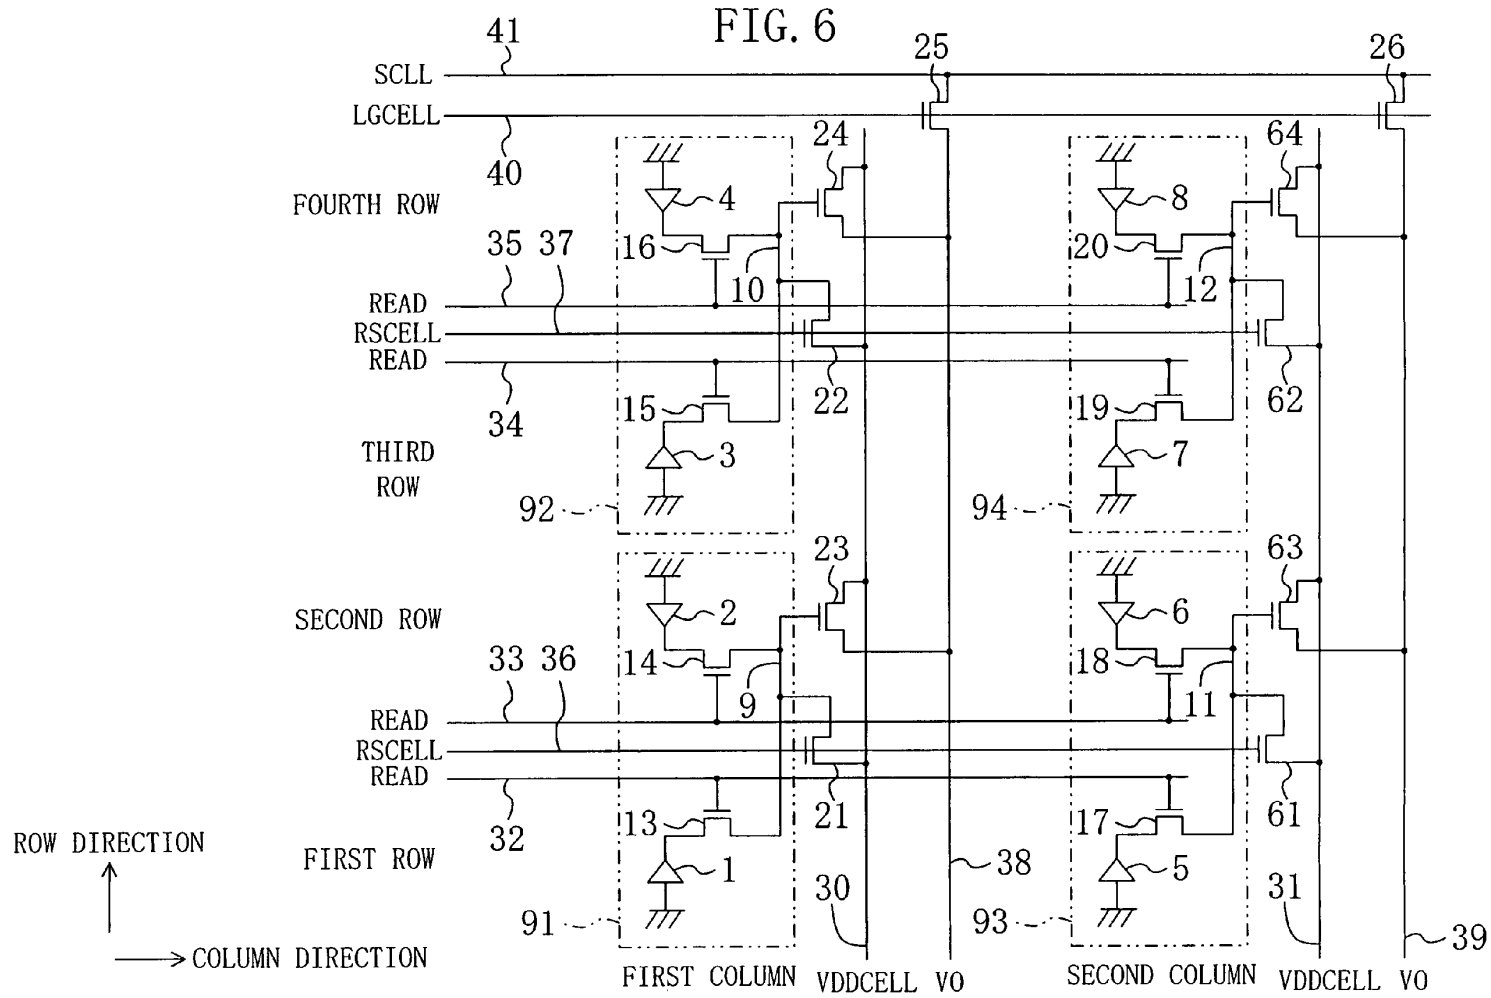 FIG. 6
41
25
26
SCLL
LGCELL
40
24
64
4
8
FOURTH ROW
35
37
16
10
20
12
READ
RSCELL
READ
34
15
22
19
62
THIRD
ROW
3
7
92
94
23
63
2
6
SECOND ROW
33
36
14
9
18
11
READ
RSCELL
READ
32
13
21
17
61
ROW DIRECTION
FIRST ROW
1
38
5
31
30
91
93
39
COLUMN DIRECTION
FIRST COLUMN
VDDCELL
VO
SECOND COLUMN
VDDCELL
VO